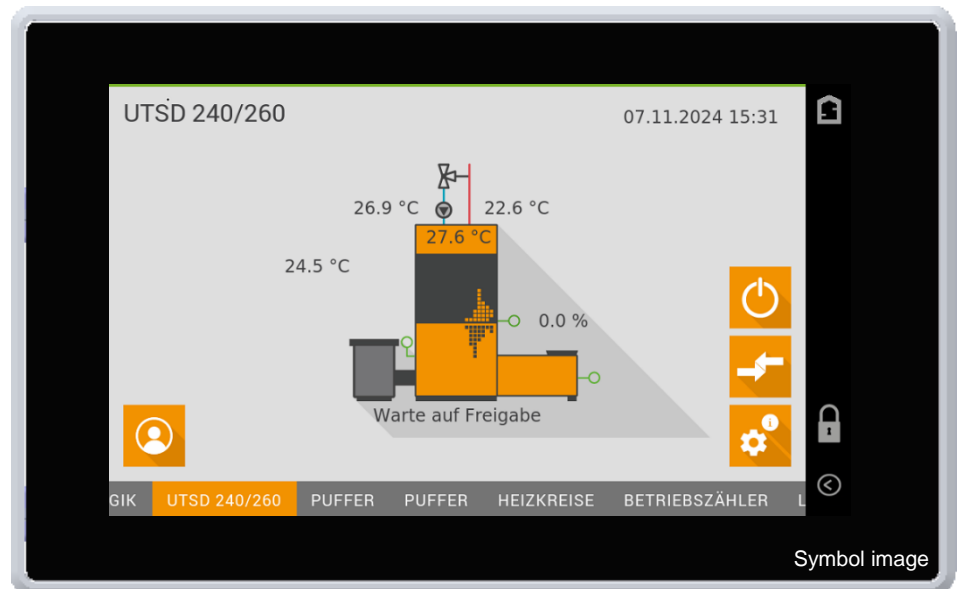 UTSD 240/260
07.11.2024 15:31
26.9 °C
22.6 °C
27.6 °C
24.5 °C
0.0 %
Warte auf Freigabe
i
GIK UTSD 240/260 PUFFER PUFFER HEIZKREISE BETRIEBSZÄHLER L
Symbol image